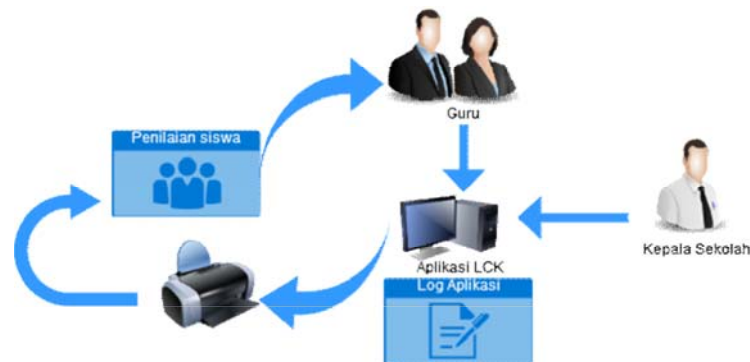 Guru
Penilaian siswa
Kepala Sekolah
Aplikasi LCK
Log Aplikasi